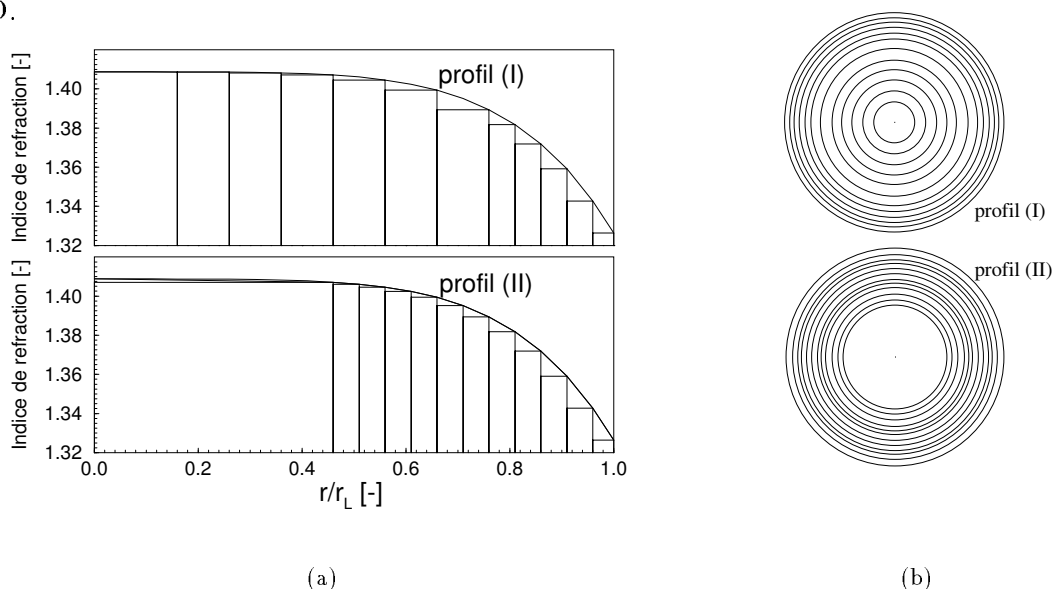 ).
Indice de refraction [-]
1.40
1.38
1.36
1.34
1.32
profil (I)
Indice de refraction [-]
1.40
1.38
1.36
1.34
1.32
profil (II)
0.0 0.2 0.4 0.6 0.8 1.0
r/r_L [-]
(a)
profil (I)
profil (II)
(b)